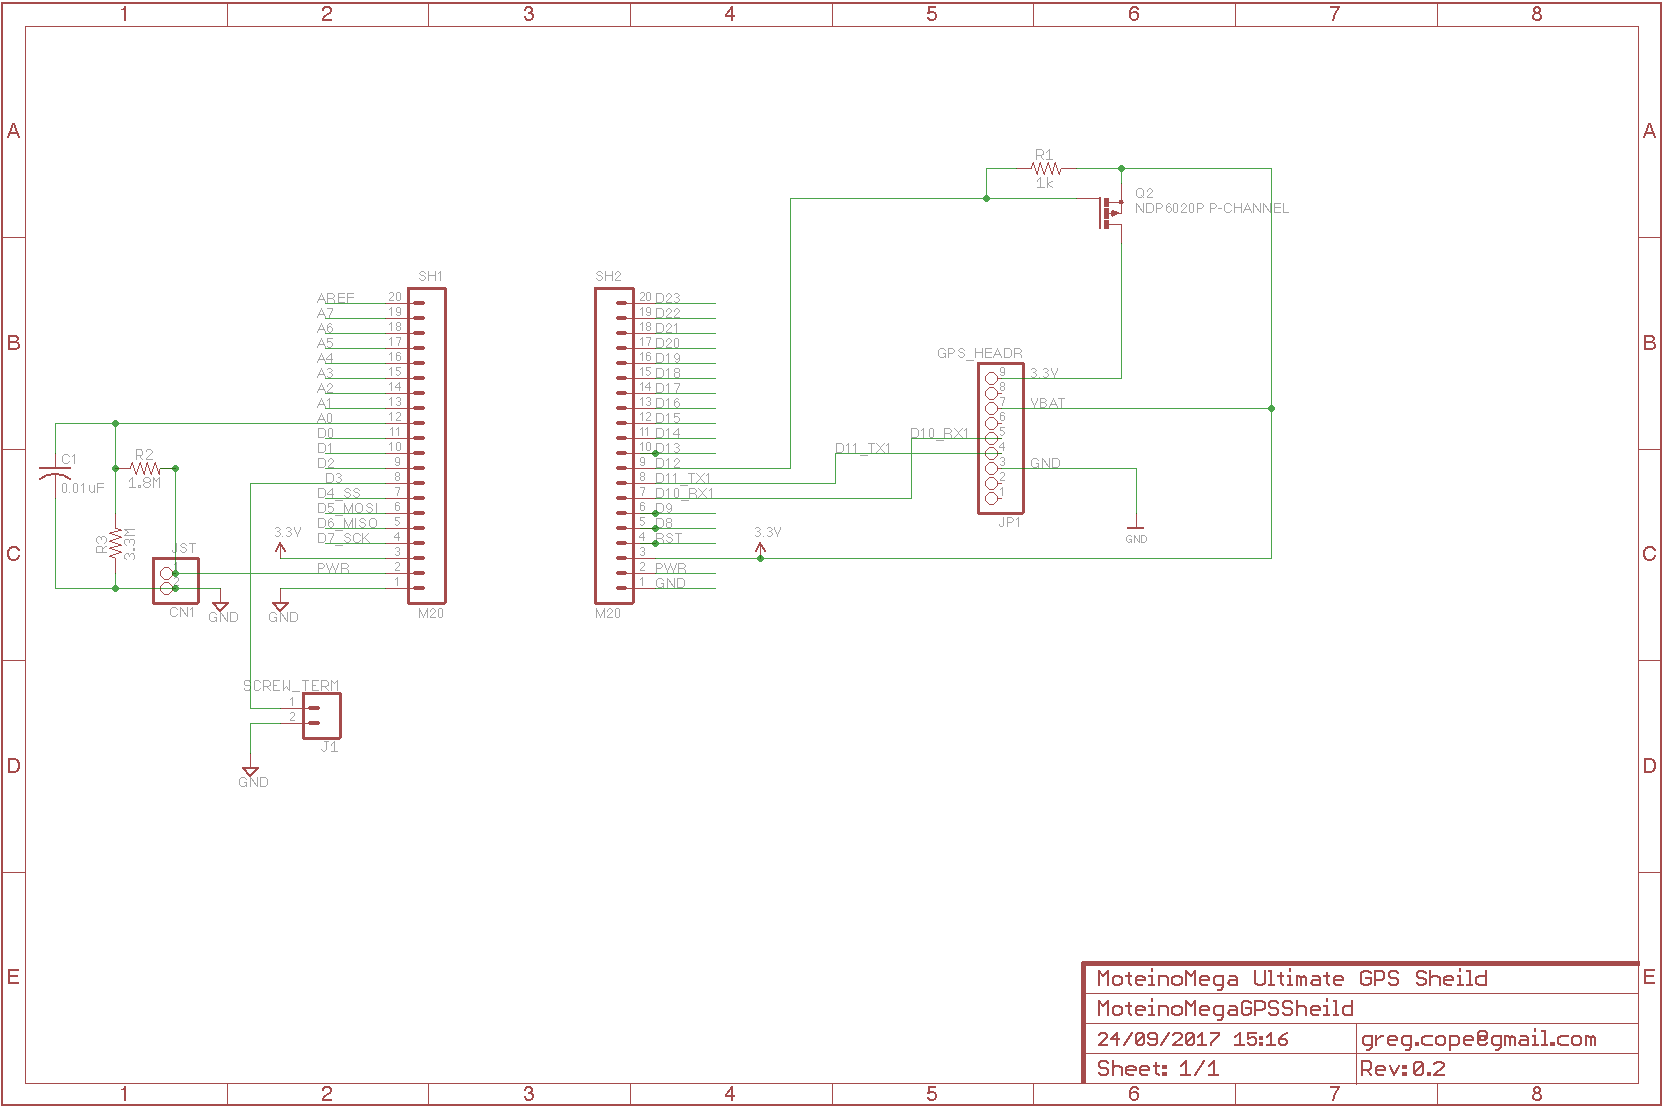 1 2 3 4 5 6 7 8
A A
R1
1k
Q2
NDP6020P P-CHANNEL
B B
SH1
AREF 20
A7 19
A6 18
A5 17
A4 16
A3 15
A2 14
A1 13
A0 12
D0 11
D1 10
D2 9
D3 8
D4_SS 7
D5_MOSI 6
D6_MISO 5
D7_SCK 4
3.3V 3
PWR 2
1
GND
M20
SH2
20 D23
19 D22
18 D21
17 D20
16 D19
15 D18
14 D17
13 D16
12 D15
11 D14
10 D13
9 D12
8 D11_TX1
7 D10_RX1
6 D9
5 D8
4 RST
3 3.3V
2 PWR
1 GND
M20
GPS_HEADR
9 3.3V
8
7 VBAT
6
D10_RX1 5
D11_TX1 4
3 GND
2
1
JP1
GND
C1
0.01uF
R2
1.8M
R3
3.3M
JST
1
2
CN1
GND
C C
SCREW_TERM
1
2
J1
GND
D D
E E
MoteinoMega Ultimate GPS Sheild
MoteinoMegaGPSSheild
24/09/2017 15:16 greg.cope@gmail.com
Sheet: 1/1 Rev:0.2
1 2 3 4 5 6 7 8